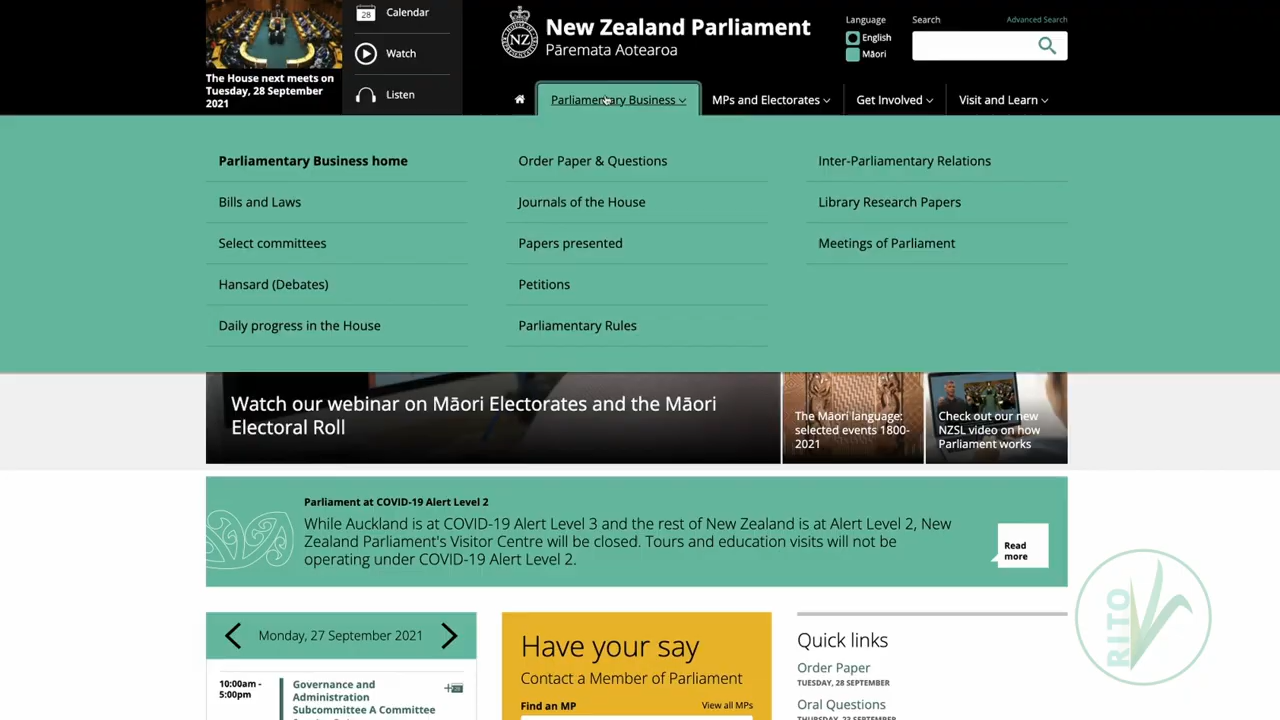 The House next meets on
Tuesday, 28 September
2021
28
Calendar
Watch
Listen
NZ
New Zealand Parliament
Pāremata Aotearoa
Language
English
Māori
Search
Advanced Search
Parliamentary Business
MPs and Electorates
Get Involved
Visit and Learn
Parliamentary Business home
Bills and Laws
Select committees
Hansard (Debates)
Daily progress in the House
Order Paper & Questions
Journals of the House
Papers presented
Petitions
Parliamentary Rules
Inter-Parliamentary Relations
Library Research Papers
Meetings of Parliament
Watch our webinar on Māori Electorates and the Māori
Electoral Roll
The Māori language:
selected events 1800-
2021
Check out our new
NZSL video on how
Parliament works
Parliament at COVID-19 Alert Level 2
While Auckland is at COVID-19 Alert Level 3 and the rest of New Zealand is at Alert Level 2, New
Zealand Parliament's Visitor Centre will be closed. Tours and education visits will not be
operating under COVID-19 Alert Level 2.
Read
more
Monday, 27 September 2021
10:00am -
5:00pm
Governance and
Administration
Subcommittee A Committee
Have your say
Contact a Member of Parliament
Find an MP
View all MPs
Quick links
Order Paper
TUESDAY, 28 SEPTEMBER
Oral Questions
THURSDAY, 23 SEPTEMBER
RITO